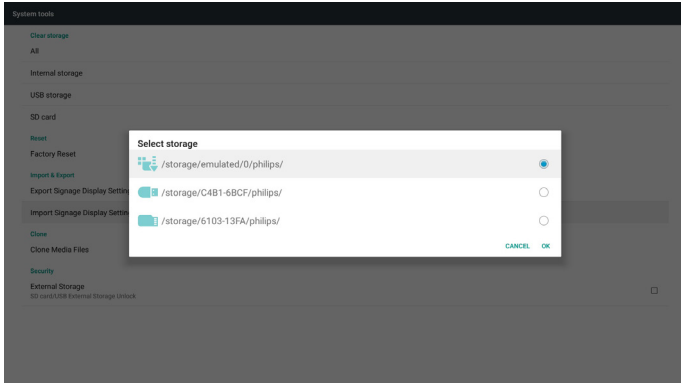 System tools
Clear storage
All
Internal storage
USB storage
SD card
Reset
Factory Reset
Import & Export
Export Signage Display Settin
Import Signage Display Settin
Clone
Clone Media Files
Security
External Storage
SD card/USB External Storage Unlock
Select storage
/storage/emulated/0/philips/
/storage/C4B1-6BCF/philips/
/storage/6103-13FA/philips/
CANCEL OK